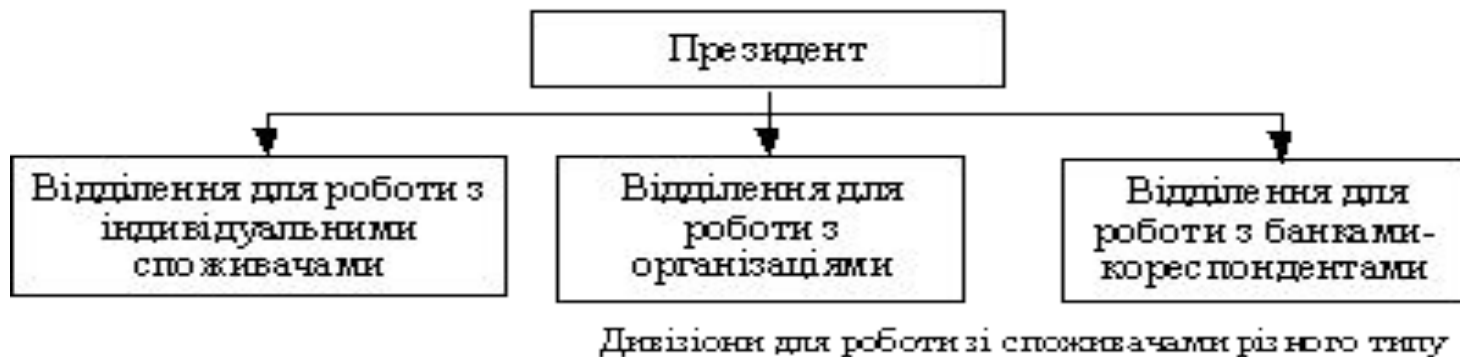 Президент
Відділення для роботи з
індивідуальними
споживачами
Відділення для
роботи з
організаціями
Відділення для
роботи з банками-
кореспондентами
Дивізіони для роботи зі споживачами різного типу